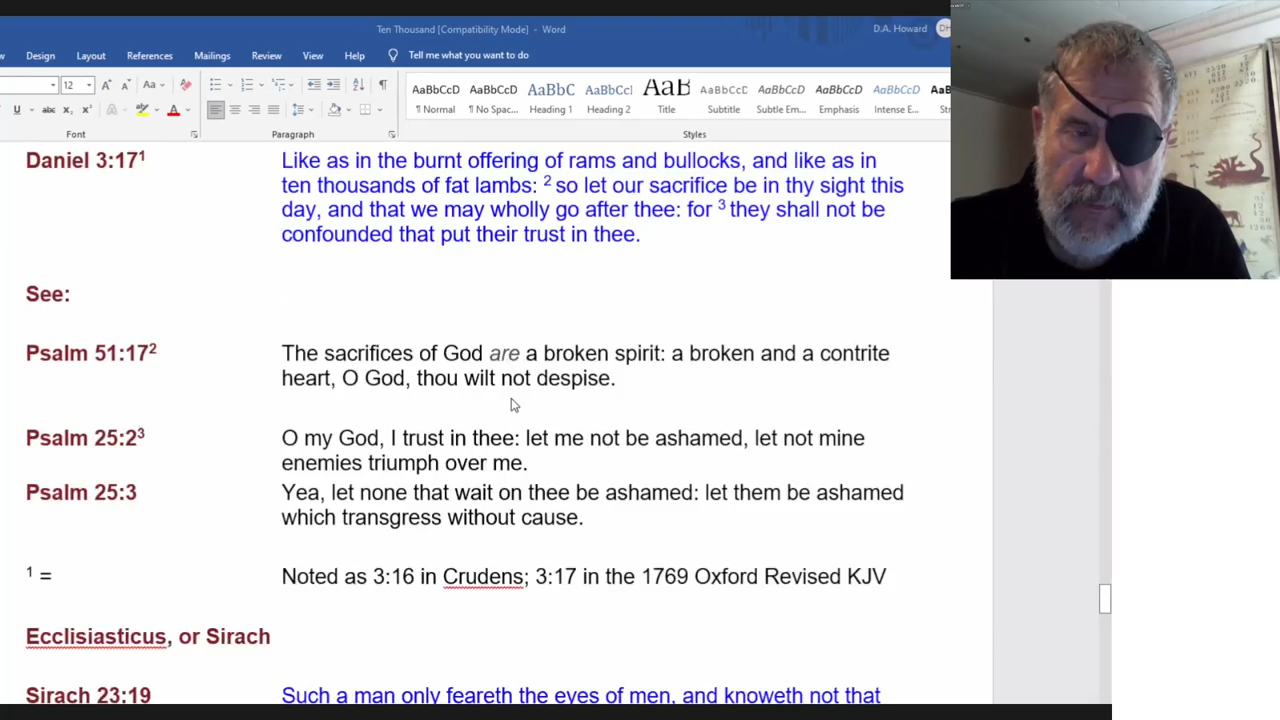 Ten Thousand [Compatibility Mode] - Word
D.A. Howard
DH
w Design Layout References Mailings Review View Help Tell me what you want to do
12 Aa
AaBbCcD AaBbCcD AaBbC AaBbCcl AaB AaBbCcD AaBbCcD AaBbCcD AaBbCcD AaB
¶ Normal ¶ No Spac... Heading 1 Heading 2 Title Subtitle Subtle Em... Emphasis Intense E... Str
Font Paragraph Styles
Daniel 3:17¹ Like as in the burnt offering of rams and bullocks, and like as in
ten thousands of fat lambs: ² so let our sacrifice be in thy sight this
day, and that we may wholly go after thee: for ³ they shall not be
confounded that put their trust in thee.
See:
Psalm 51:17² The sacrifices of God are a broken spirit: a broken and a contrite
heart, O God, thou wilt not despise.
Psalm 25:2³ O my God, I trust in thee: let me not be ashamed, let not mine
enemies triumph over me.
Psalm 25:3 Yea, let none that wait on thee be ashamed: let them be ashamed
which transgress without cause.
¹ = Noted as 3:16 in Crudens; 3:17 in the 1769 Oxford Revised KJV
Ecclisiasticus, or Sirach
Sirach 23:19 Such a man only feareth the eyes of men, and knoweth not that